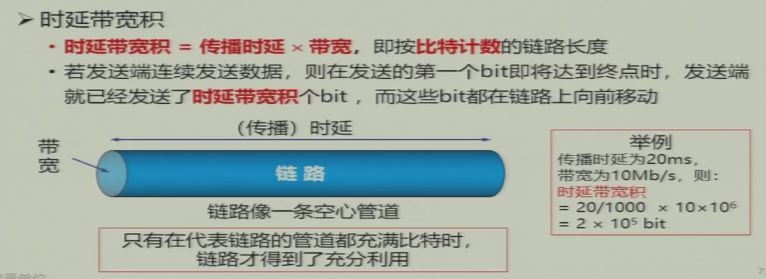 ➢ 时延带宽积
• 时延带宽积 = 传播时延 × 带宽，即按比特计数的链路长度
• 若发送端连续发送数据，则在发送的第一个bit即将达到终点时，发送端
就已经发送了时延带宽积个bit ，而这些bit都在链路上向前移动
（传播）时延
带
宽
链 路
链路像一条空心管道
只有在代表链路的管道都充满比特时，
链路才得到了充分利用
举例
传播时延为20ms，
带宽为10Mb/s，则：
时延带宽积
= 20/1000 × 10×10⁶
= 2 × 10⁵ bit